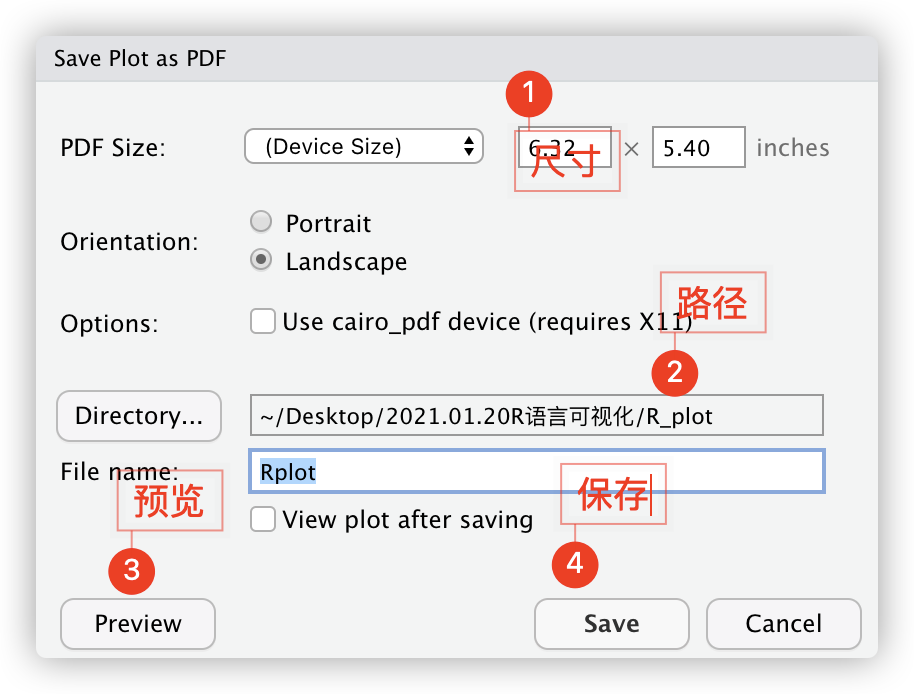 Save Plot as PDF
1
PDF Size: (Device Size) 6.32 × 5.40 inches
尺寸
Orientation: Portrait
Landscape
路径
Options: Use cairo_pdf device (requires X11)
2
Directory... ~/Desktop/2021.01.20R语言可视化/R_plot
File name: Rplot
预览
保存
View plot after saving
3
4
Preview Save Cancel